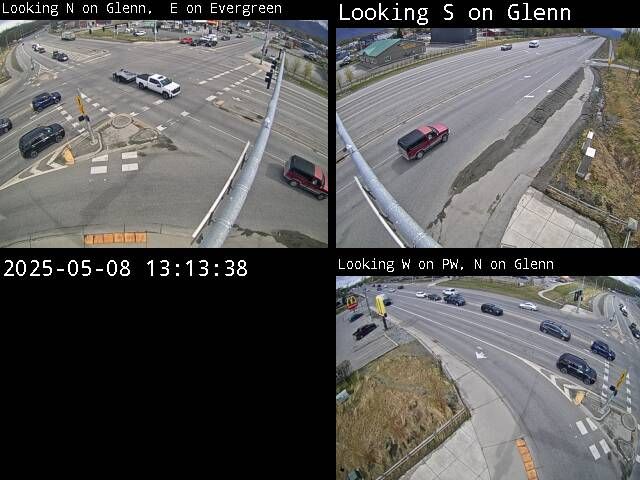 Looking N on Glenn,  E on Evergreen
Looking S on Glenn
2025-05-08 13:13:38
Looking W on PW, N on Glenn